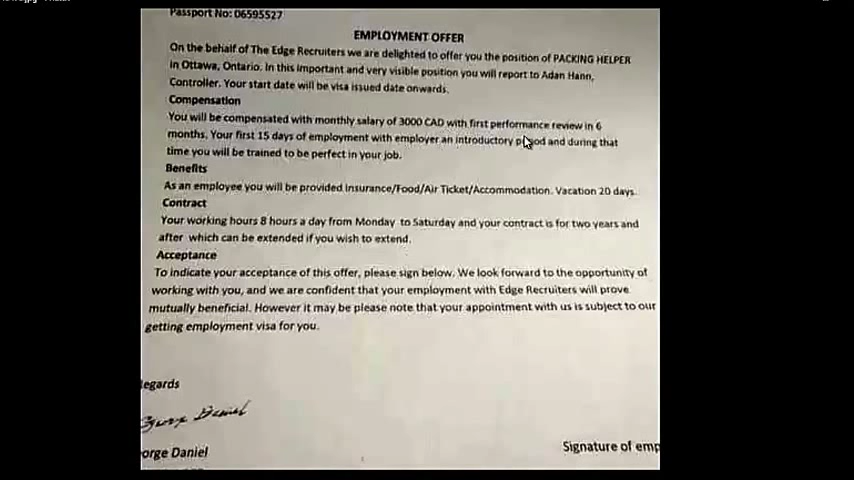 Passport No: 06595527
EMPLOYMENT OFFER
On the behalf of The Edge Recruiters we are delighted to offer you the position of PACKING HELPER
in Ottawa, Ontario. In this important and very visible position you will report to Adan Hann,
Controller. Your start date will be visa issued date onwards.
Compensation
You will be compensated with monthly salary of 3000 CAD with first performance review in 6
months. Your first 15 days of employment with employer an introductory period and during that
time you will be trained to be perfect in your job.
Benefits
As an employee you will be provided Insurance/Food/Air Ticket/Accommodation. Vacation 20 days.
Contract
Your working hours 8 hours a day from Monday to Saturday and your contract is for two years and
after which can be extended if you wish to extend.
Acceptance
To indicate your acceptance of this offer, please sign below. We look forward to the opportunity of
working with you, and we are confident that your employment with Edge Recruiters will prove
mutually beneficial. However it may be please note that your appointment with us is subject to our
getting employment visa for you.
egards
Daniel
orge Daniel
Signature of emp